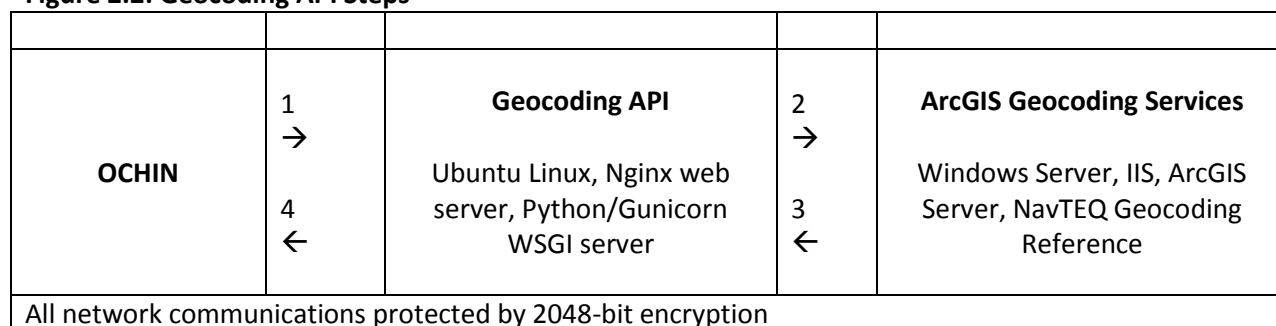 Figure 2.2: Geocoding API Steps
OCHIN
1
→
4
←
Geocoding API
Ubuntu Linux, Nginx web
server, Python/Gunicorn
WSGI server
2
→
3
←
ArcGIS Geocoding Services
Windows Server, IIS, ArcGIS
Server, NavTEQ Geocoding
Reference
All network communications protected by 2048-bit encryption